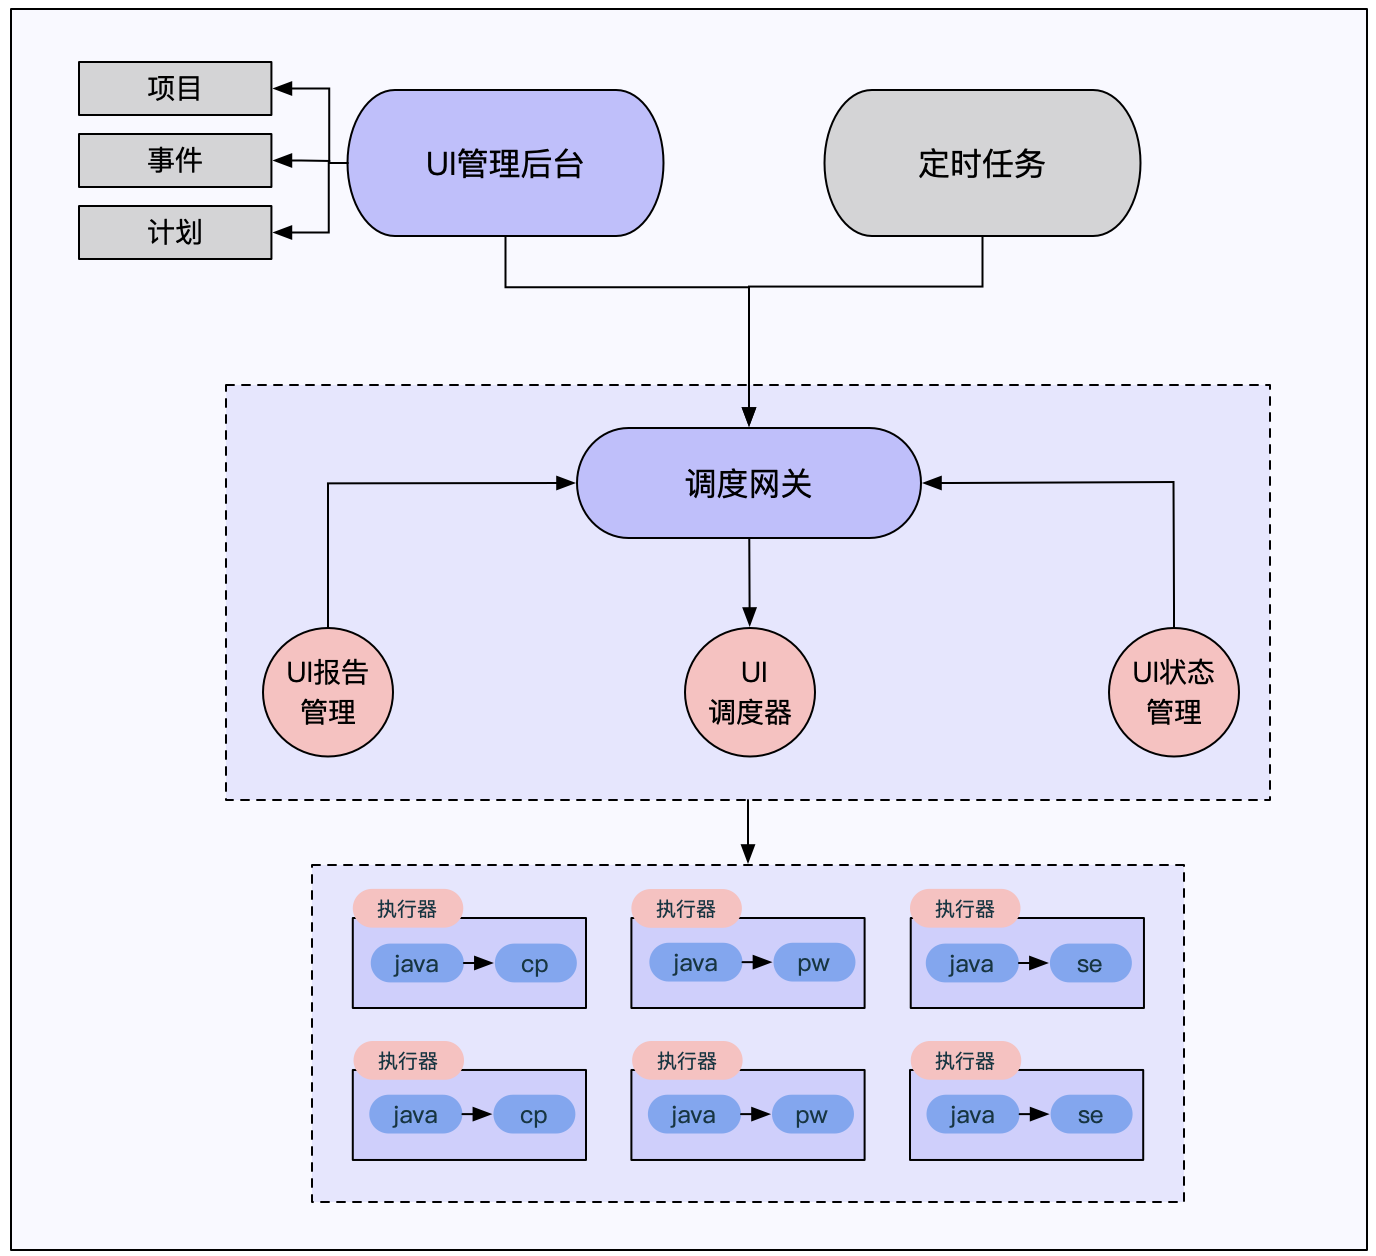 项目
事件
计划
UI管理后台
定时任务
调度网关
UI报告
管理
UI
调度器
UI状态
管理
执行器
java
cp
执行器
java
pw
执行器
java
se
执行器
java
cp
执行器
java
pw
执行器
java
se